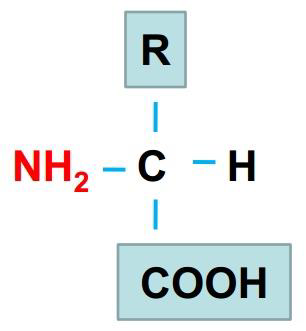 R
NH₂ – C – H
COOH